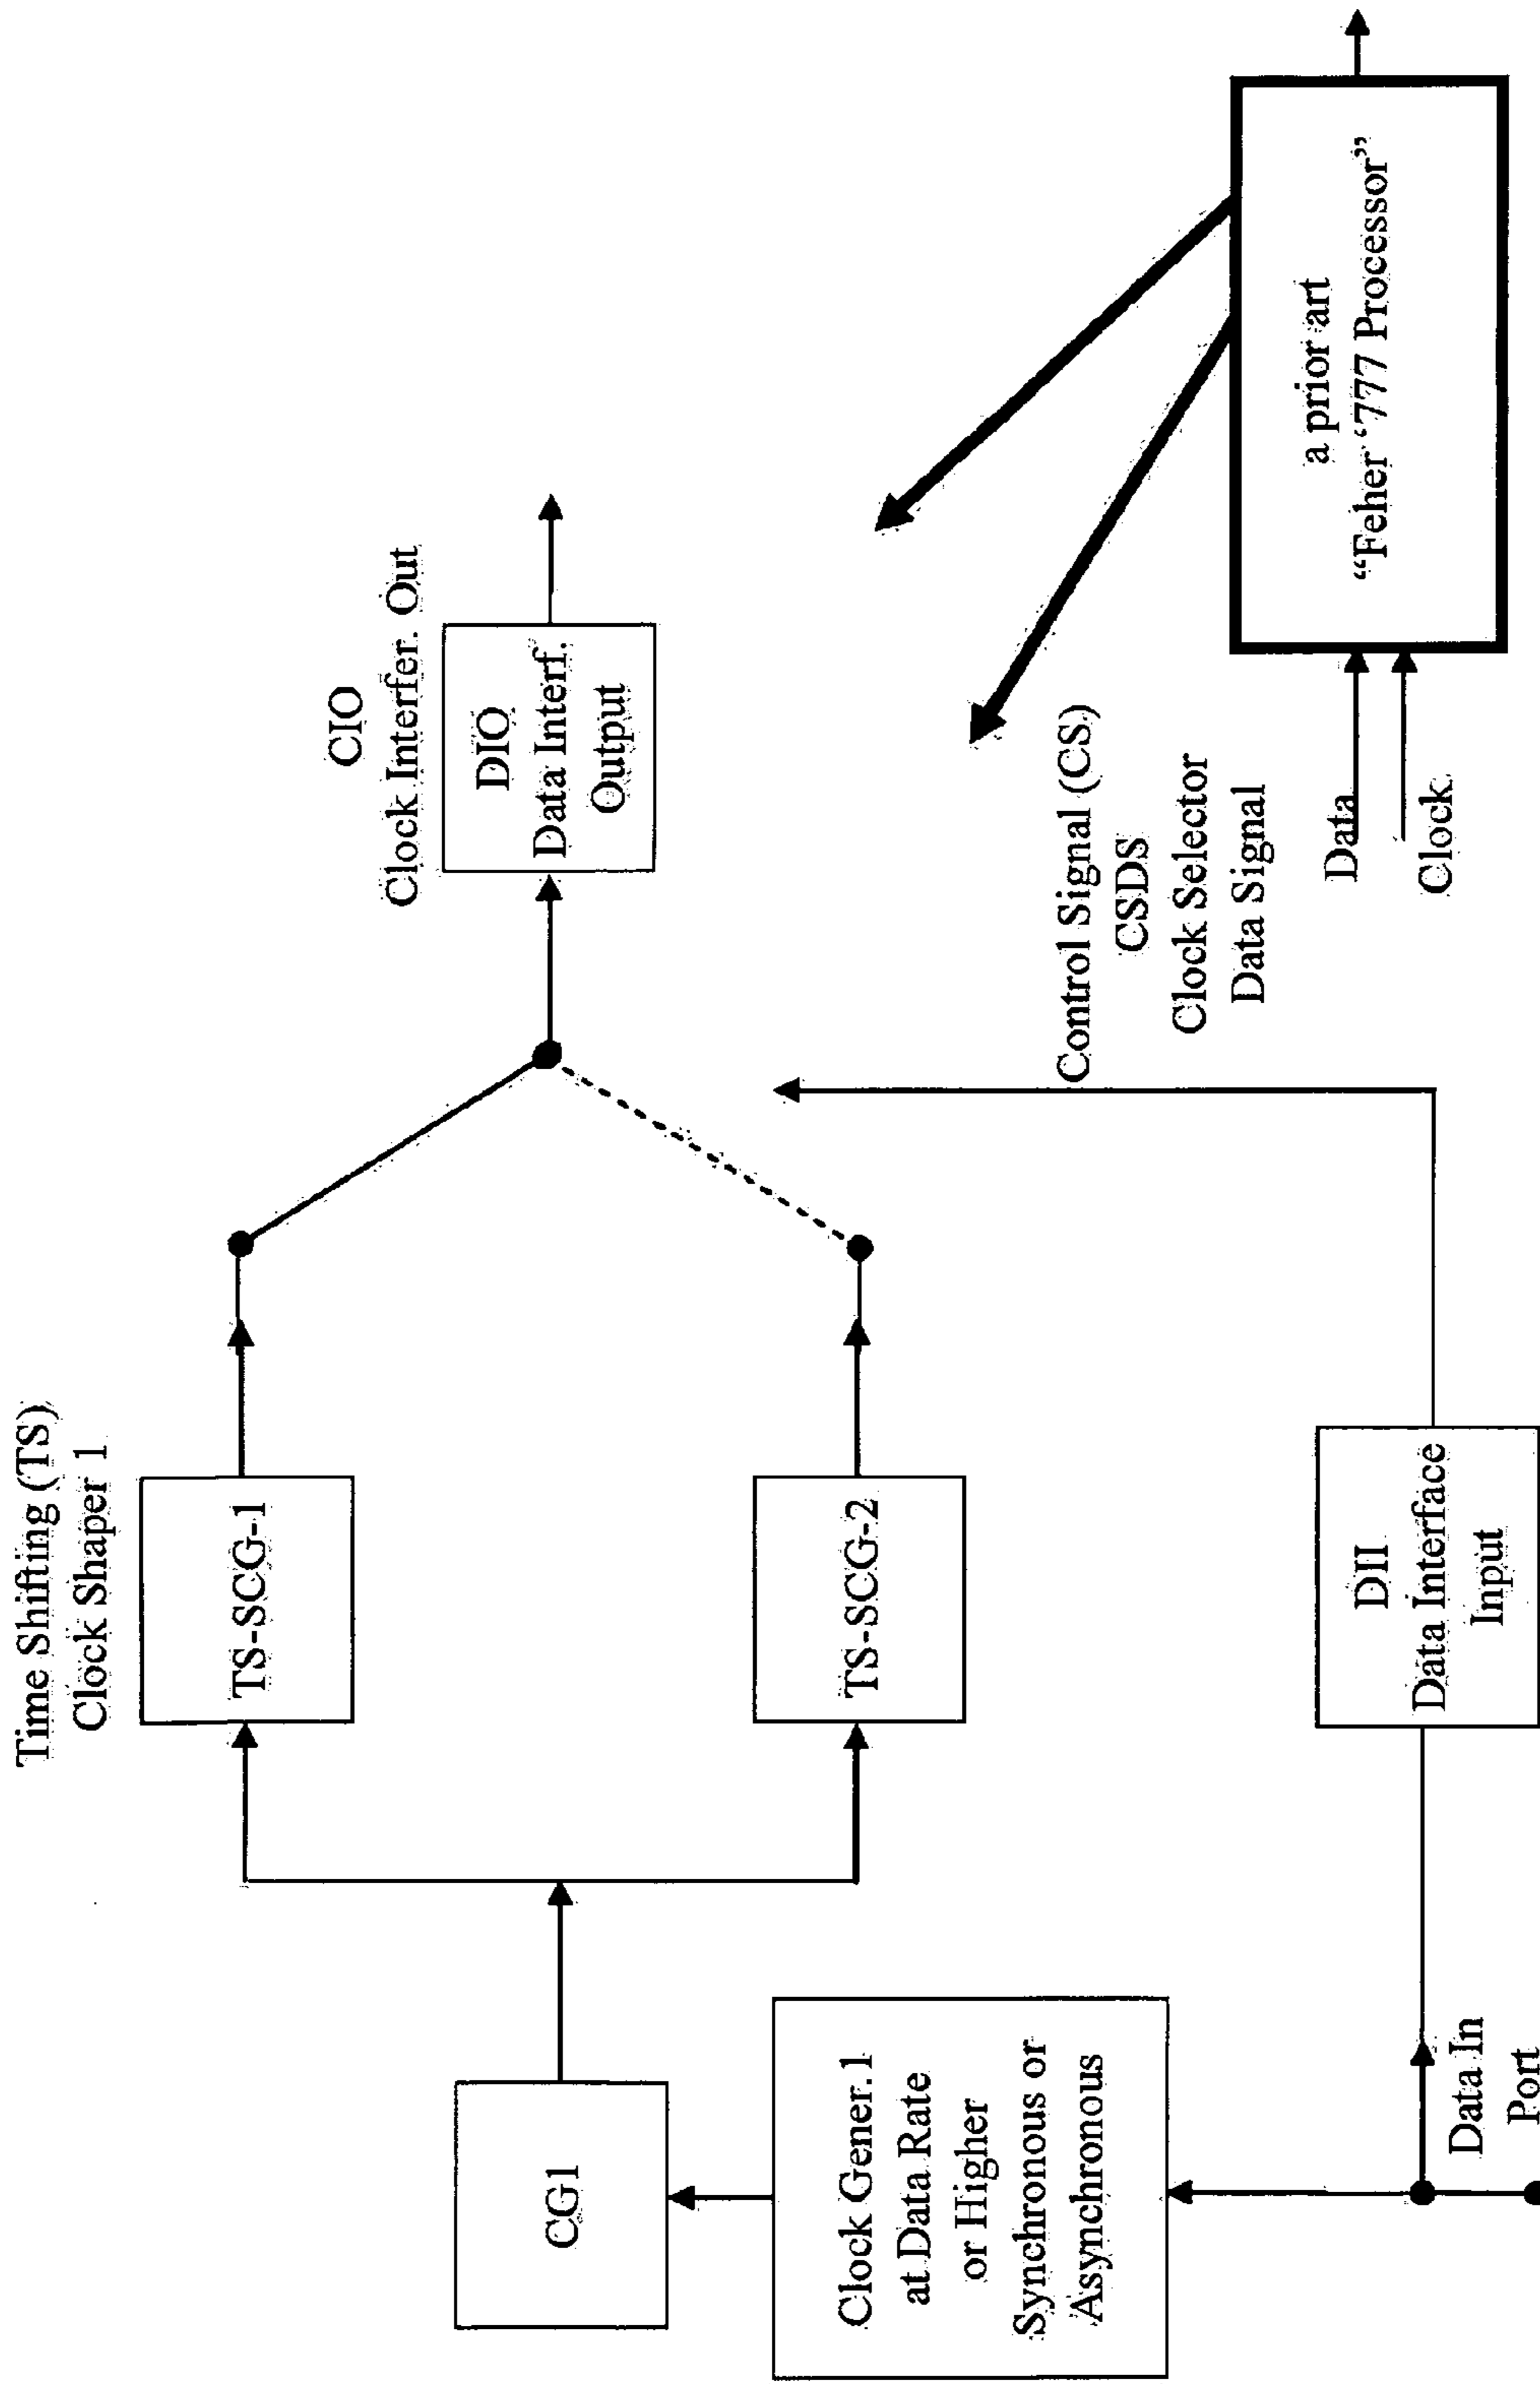 Time Shifting (TS)
Clock Shaper 1
TS-SCG-1
CIO
Clock Interfer. Out
DIO
Data Interf.
Output
CG1
TS-SCG-2
Clock Gener.1
at Data Rate
or Higher
Synchronous or
Asynchronous
Control Signal (CS)
CSDS
Clock Selector
Data Signal
DII
Data Interface
Input
Data In
Port
Data
Clock
a prior art
“Feher ‘777 Processor”